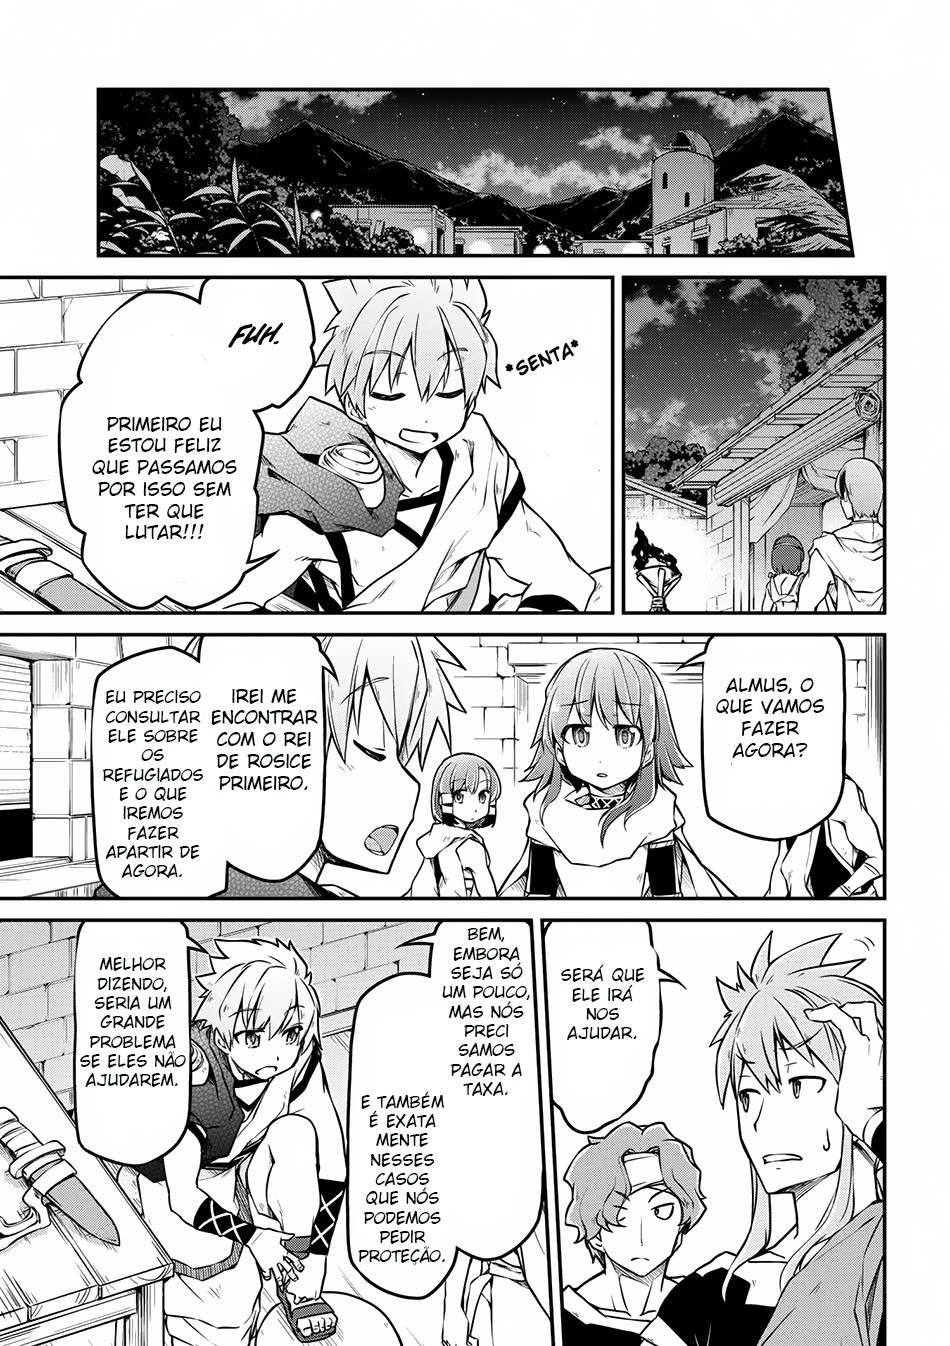 FUH.
*SENTA*
PRIMEIRO EU
ESTOU FELIZ
QUE PASSAMOS
POR ISSO SEM
TER QUE
LUTAR!!!
ALMUS, O
QUE VAMOS
FAZER
AGORA?
IREI ME
ENCONTRAR
COM O REI
DE ROSICE
PRIMEIRO.
EU PRECISO
CONSULTAR
ELE SOBRE
OS
REFUGIADOS
E O QUE
IREMOS
FAZER
APARTIR DE
AGORA.
SERÁ QUE
ELE IRÁ
NOS
AJUDAR.
BEM,
EMBORA
SEJA SÓ
UM POUCO,
MAS NÓS
PRECI
SAMOS
PAGAR A
TAXA.
E TAMBÉM
É EXATA
MENTE
NESSES
CASOS
QUE NÓS
PODEMOS
PEDIR
PROTEÇÃO.
MELHOR
DIZENDO,
SERIA UM
GRANDE
PROBLEMA
SE ELES NÃO
AJUDAREM.